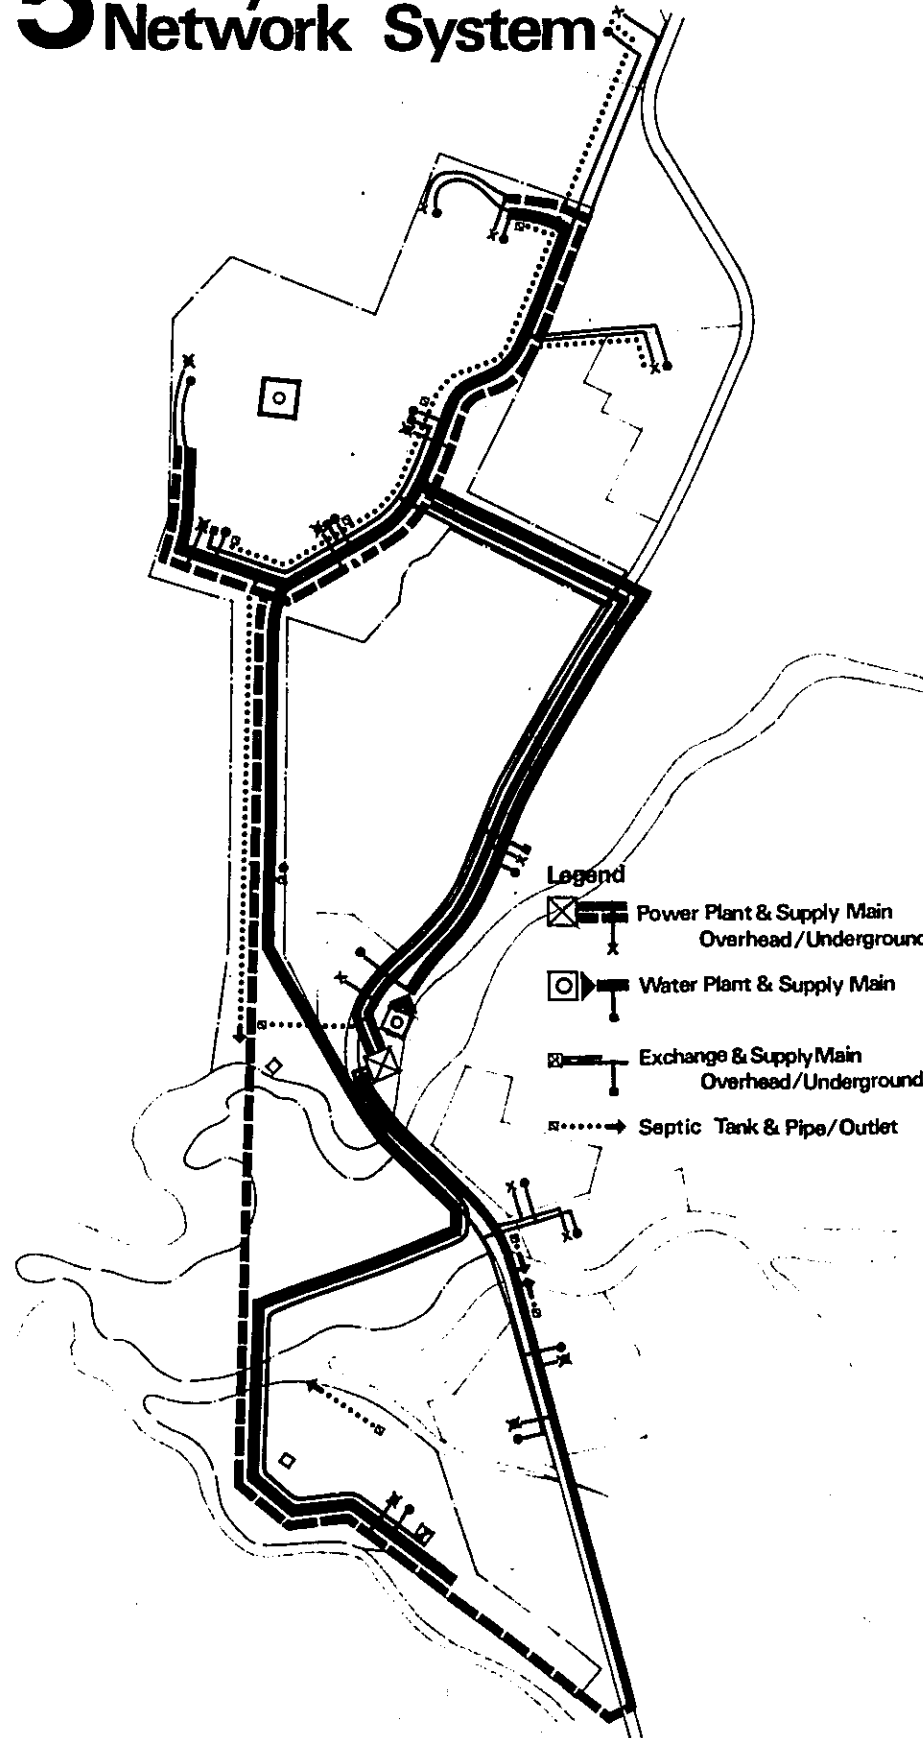 5
Network System
Legend
Power Plant & Supply Main
Overhead/Underground
Water Plant & Supply Main
Exchange & Supply Main
Overhead/Underground
Septic Tank & Pipe/Outlet